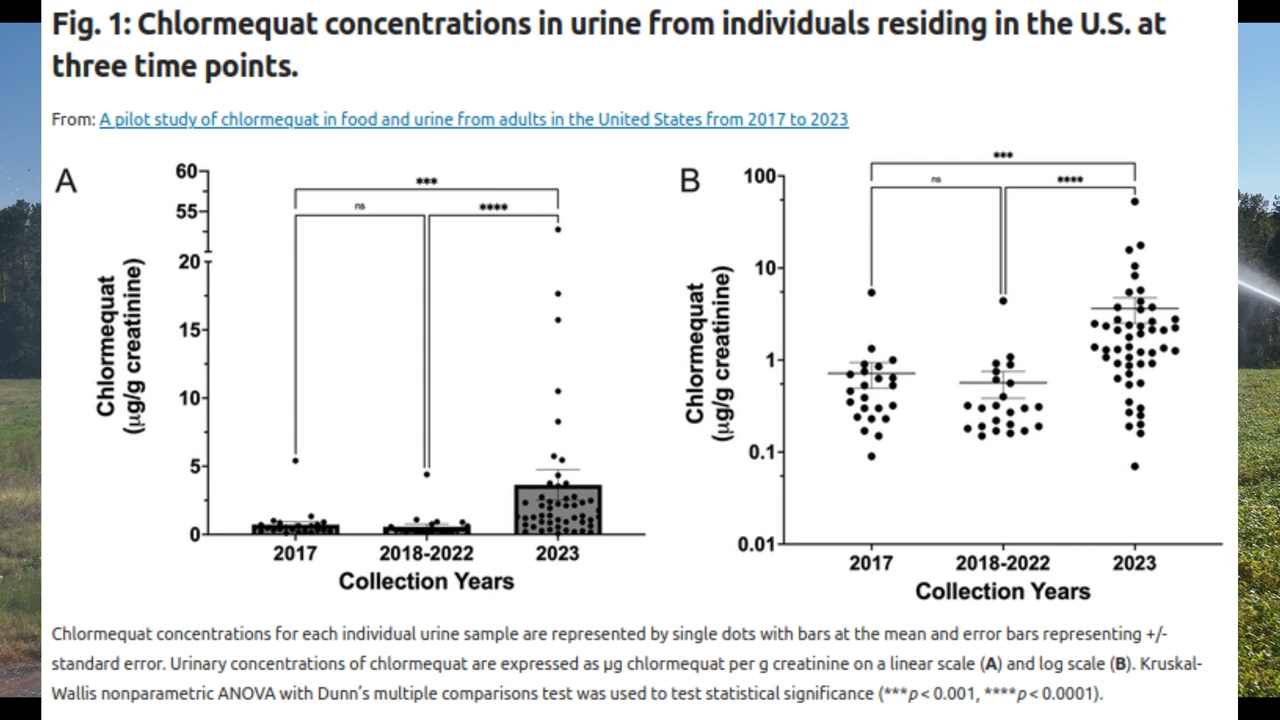 Fig. 1: Chlormequat concentrations in urine from individuals residing in the U.S. at
three time points.
From: A pilot study of chlormequat in food and urine from adults in the United States from 2017 to 2023
A
Chlormequat
(µg/g creatinine)
60
55
20
15
10
5
0
***
ns
****
2017
2018-2022
2023
Collection Years
B
Chlormequat
(µg/g creatinine)
100
10
1
0.1
0.01
***
ns
****
2017
2018-2022
2023
Collection Years
Chlormequat concentrations for each individual urine sample are represented by single dots with bars at the mean and error bars representing +/-
standard error. Urinary concentrations of chlormequat are expressed as µg chlormequat per g creatinine on a linear scale (A) and log scale (B). Kruskal-
Wallis nonparametric ANOVA with Dunn's multiple comparisons test was used to test statistical significance (***p < 0.001, ****p < 0.0001).